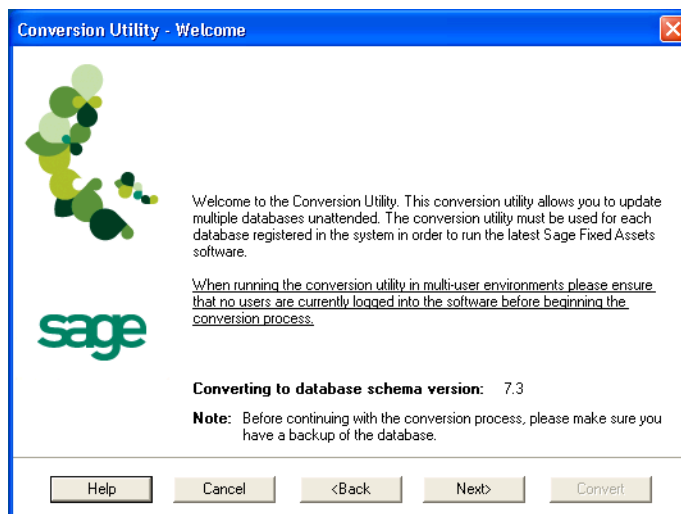 Conversion Utility - Welcome
Welcome to the Conversion Utility. This conversion utility allows you to update
multiple databases unattended. The conversion utility must be used for each
database registered in the system in order to run the latest Sage Fixed Assets
software.
When running the conversion utility in multi-user environments please ensure
that no users are currently logged into the software before beginning the
conversion process.
sage
Converting to database schema version: 7.3
Note: Before continuing with the conversion process, please make sure you
have a backup of the database.
Help Cancel <Back Next> Convert